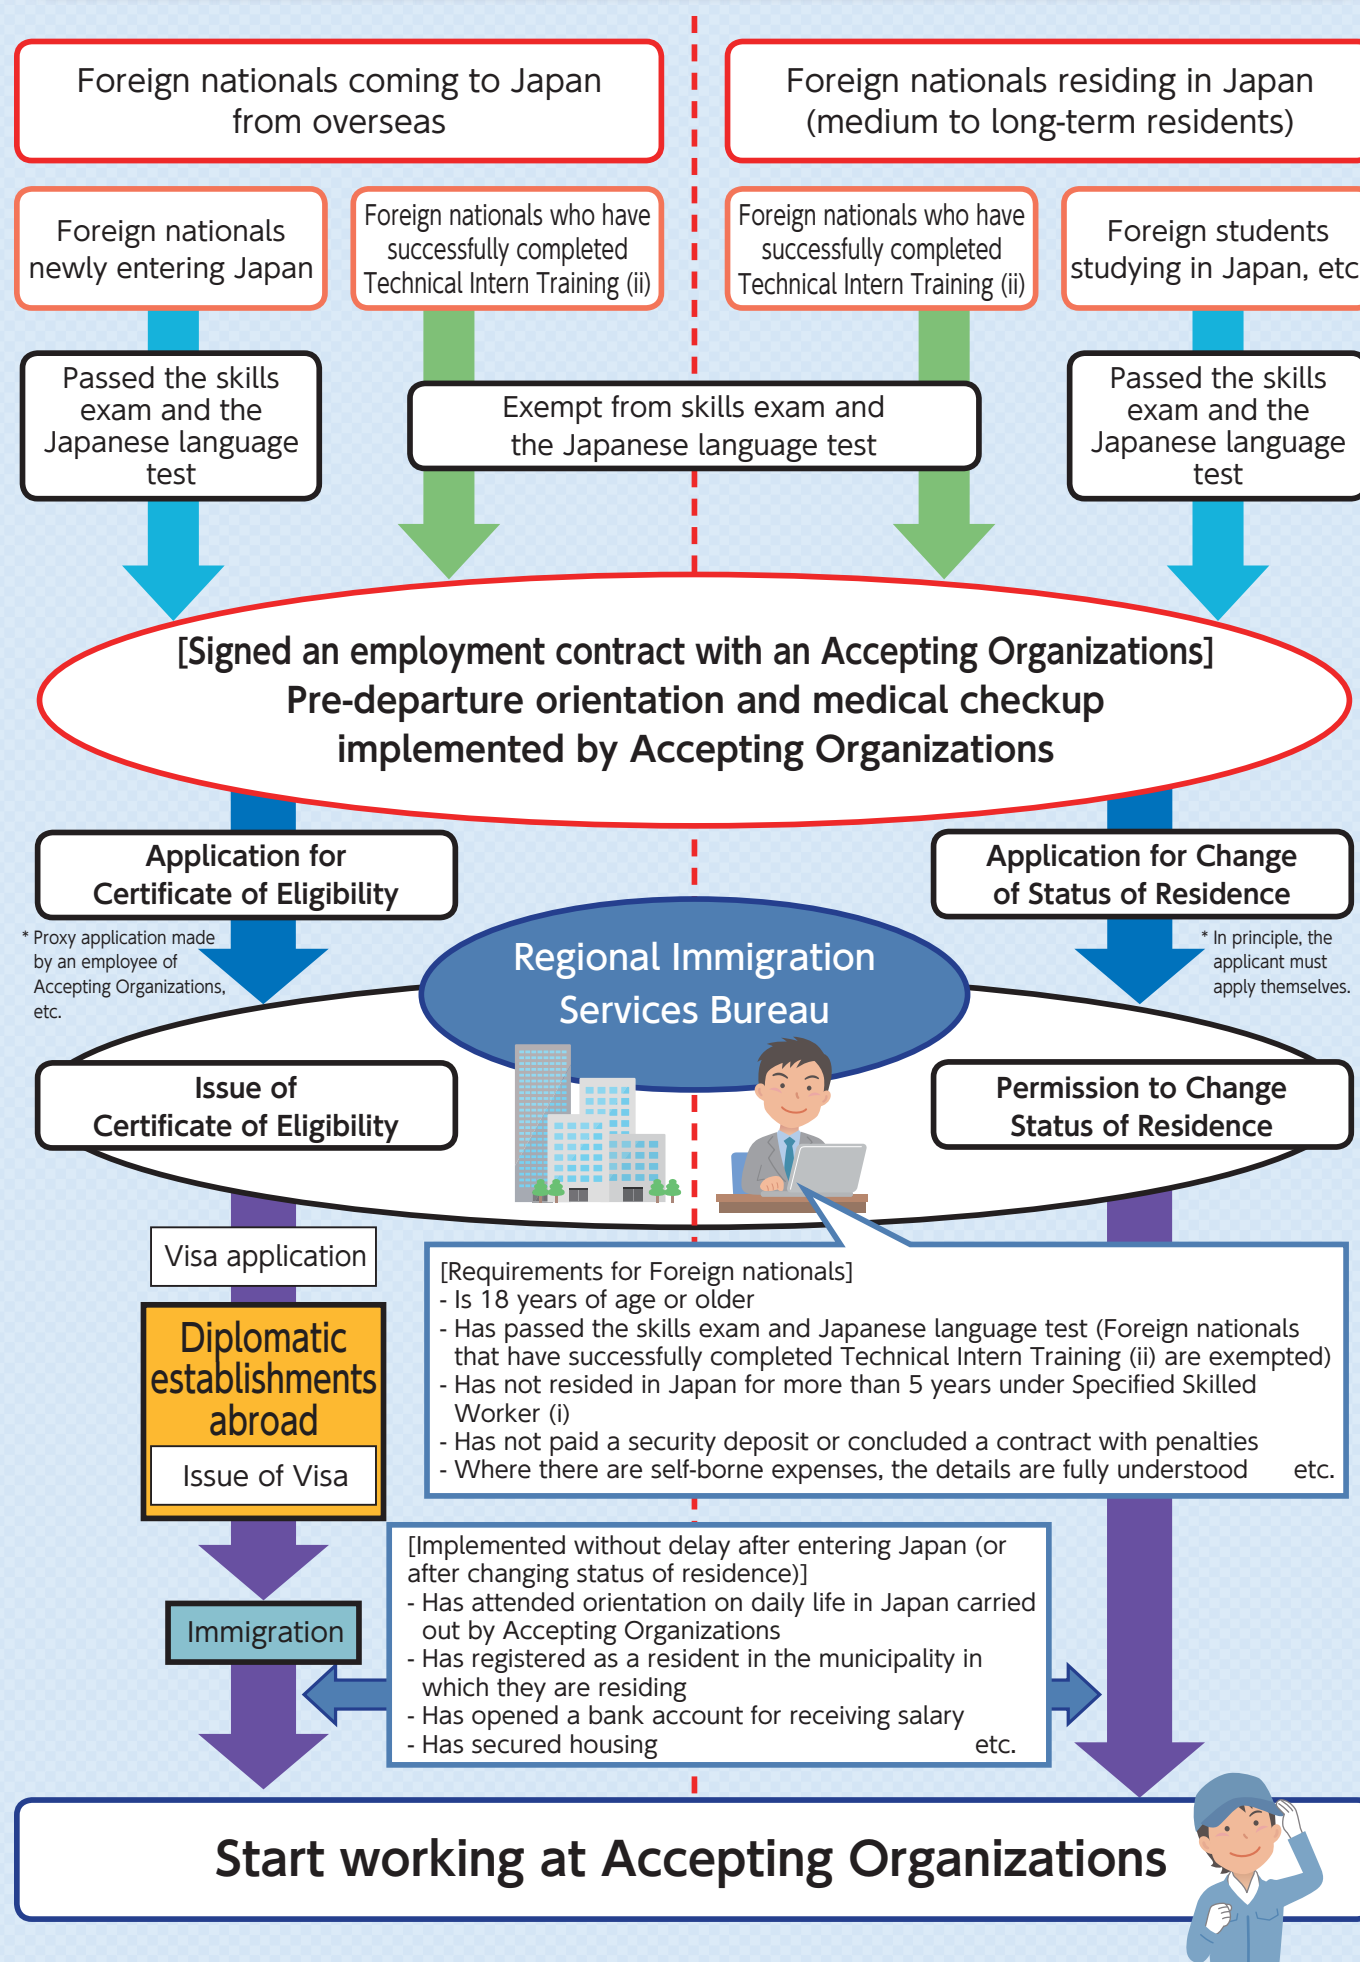 Foreign nationals coming to Japan
from overseas
Foreign nationals residing in Japan
(medium to long-term residents)
Foreign nationals
newly entering Japan
Foreign nationals who have
successfully completed
Technical Intern Training (ii)
Foreign nationals who have
successfully completed
Technical Intern Training (ii)
Foreign students
studying in Japan, etc
Passed the skills
exam and the
Japanese language
test
Exempt from skills exam and
the Japanese language test
Passed the skills
exam and the
Japanese language
test
[Signed an employment contract with an Accepting Organizations]
Pre-departure orientation and medical checkup
implemented by Accepting Organizations
Application for
Certificate of Eligibility
* Proxy application made
by an employee of
Accepting Organizations,
etc.
Application for Change
of Status of Residence
* In principle, the
applicant must
apply themselves.
Regional Immigration
Services Bureau
Issue of
Certificate of Eligibility
Permission to Change
Status of Residence
Visa application
Diplomatic
establishments
abroad
Issue of Visa
[Requirements for Foreign nationals]
- Is 18 years of age or older
- Has passed the skills exam and Japanese language test (Foreign nationals
that have successfully completed Technical Intern Training (ii) are exempted)
- Has not resided in Japan for more than 5 years under Specified Skilled
Worker (i)
- Has not paid a security deposit or concluded a contract with penalties
- Where there are self-borne expenses, the details are fully understood etc.
Immigration
[Implemented without delay after entering Japan (or
after changing status of residence)]
- Has attended orientation on daily life in Japan carried
out by Accepting Organizations
- Has registered as a resident in the municipality in
which they are residing
- Has opened a bank account for receiving salary
- Has secured housing etc.
Start working at Accepting Organizations